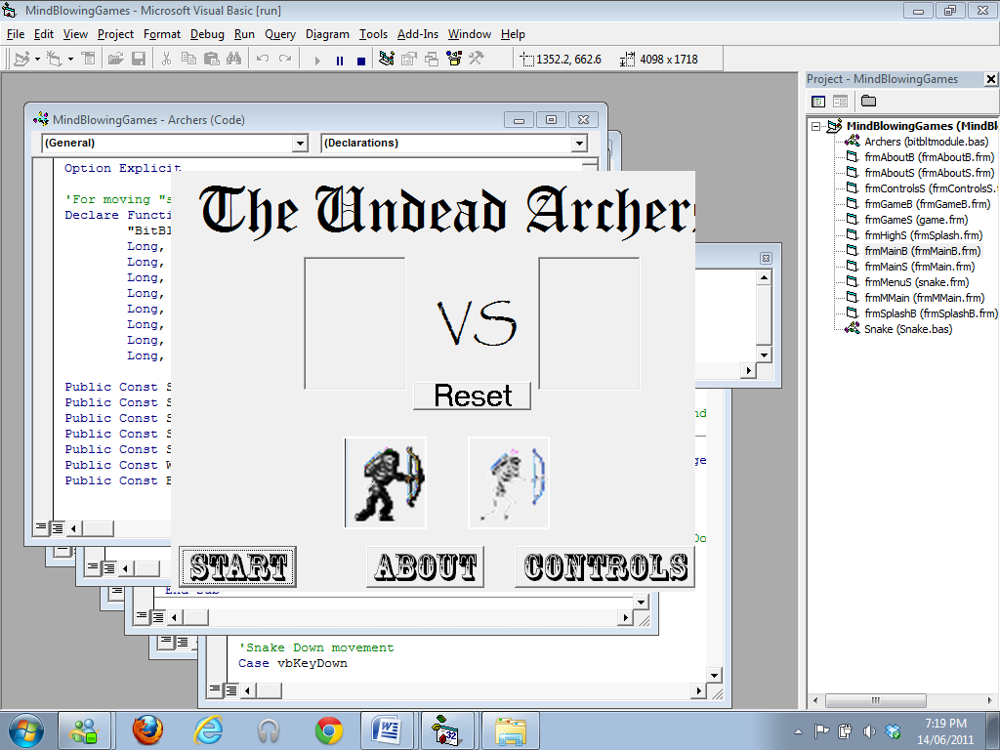 MindBlowingGames - Microsoft Visual Basic [run]
File Edit View Project Format Debug Run Query Diagram Tools Add-Ins Window Help
1352.2, 662.6 4098 x 1718
Project - MindBlowingGames
MindBlowingGames (MindBl
Archers (bitbltmodule.bas)
frmAboutB (frmAboutB.frm)
frmAboutS (frmAboutS.frm)
frmControlsS (frmControlsS.
frmGameB (frmGameB.frm)
frmGameS (game.frm)
frmHighS (frmSplash.frm)
frmMainB (frmMainB.frm)
frmMainS (frmMain.frm)
frmMenuS (snake.frm)
frmMMain (frmMMain.frm)
frmSplashB (frmSplashB.frm)
Snake (Snake.bas)
MindBlowingGames - Archers (Code)
(General) (Declarations)
Option Explicit
'For moving "s
Declare Functi
"BitBl
Long,
Long,
Long,
Long,
Long,
Long,
Long,
Long,
Public Const S
Public Const S
Public Const S
Public Const S
Public Const S
Public Const W
Public Const B
The Undead Archers
VS
Reset
START ABOUT CONTROLS
nd
ge
Do
End Sub
'Snake Down movement
Case vbKeyDown
32
7:19 PM
14/06/2011